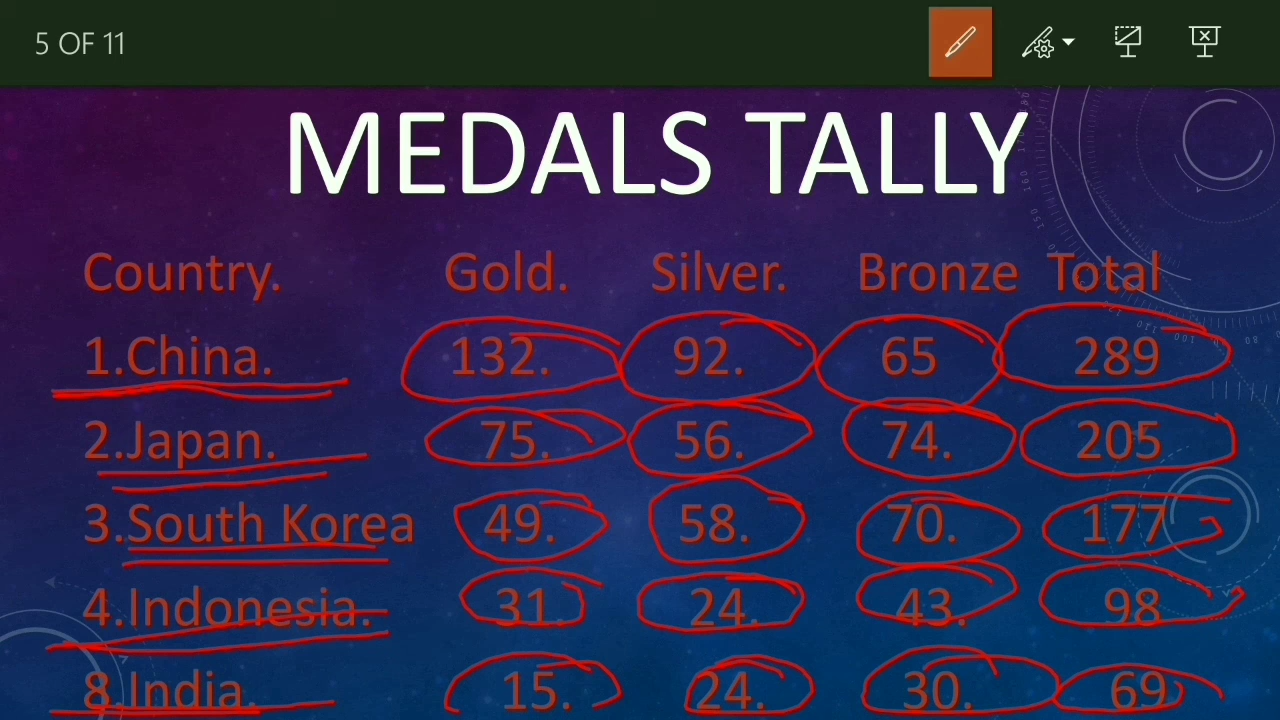 5 OF 11
MEDALS TALLY
Country. Gold. Silver. Bronze Total
1.China. 132. 92. 65 289
2.Japan. 75. 56. 74. 205
3.South Korea 49. 58. 70. 177
4.Indonesia. 31. 24. 43. 98
8.India. 15. 24. 30. 69